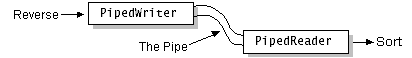 Reverse
PipedWriter
The Pipe
PipedReader
Sort